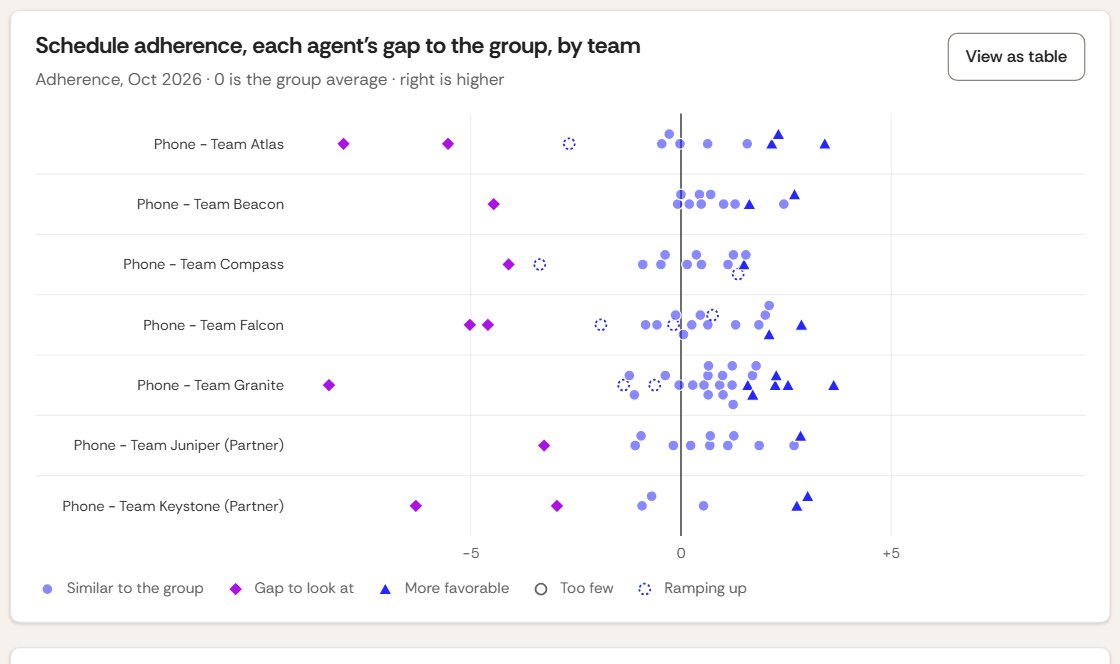 Schedule adherence, each agent's gap to the group, by team
View as table
Adherence, Oct 2026 · 0 is the group average · right is higher
Phone – Team Atlas
Phone – Team Beacon
Phone – Team Compass
Phone – Team Falcon
Phone – Team Granite
Phone – Team Juniper (Partner)
Phone – Team Keystone (Partner)
−5 0 +5
Similar to the group Gap to look at More favorable Too few Ramping up